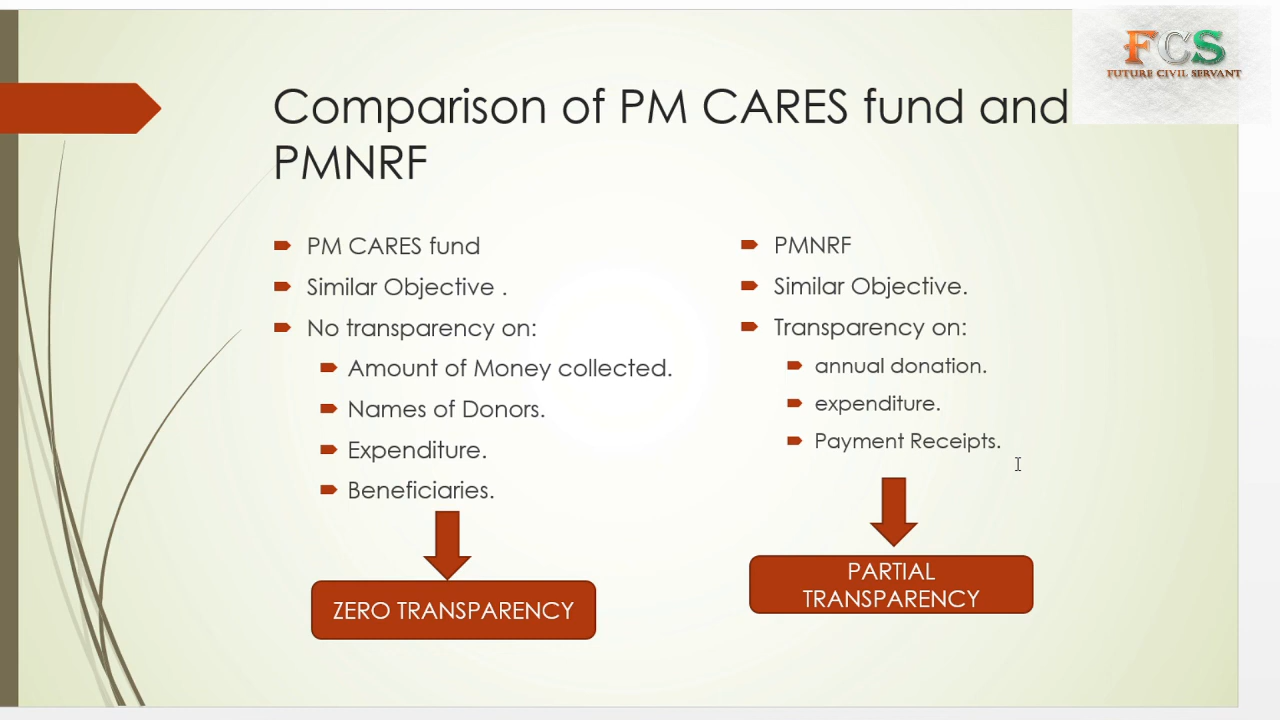 FCS
FUTURE CIVIL SERVANT
Comparison of PM CARES fund and
PMNRF
PM CARES fund
Similar Objective .
No transparency on:
Amount of Money collected.
Names of Donors.
Expenditure.
Beneficiaries.
ZERO TRANSPARENCY
PMNRF
Similar Objective.
Transparency on:
annual donation.
expenditure.
Payment Receipts.
PARTIAL
TRANSPARENCY